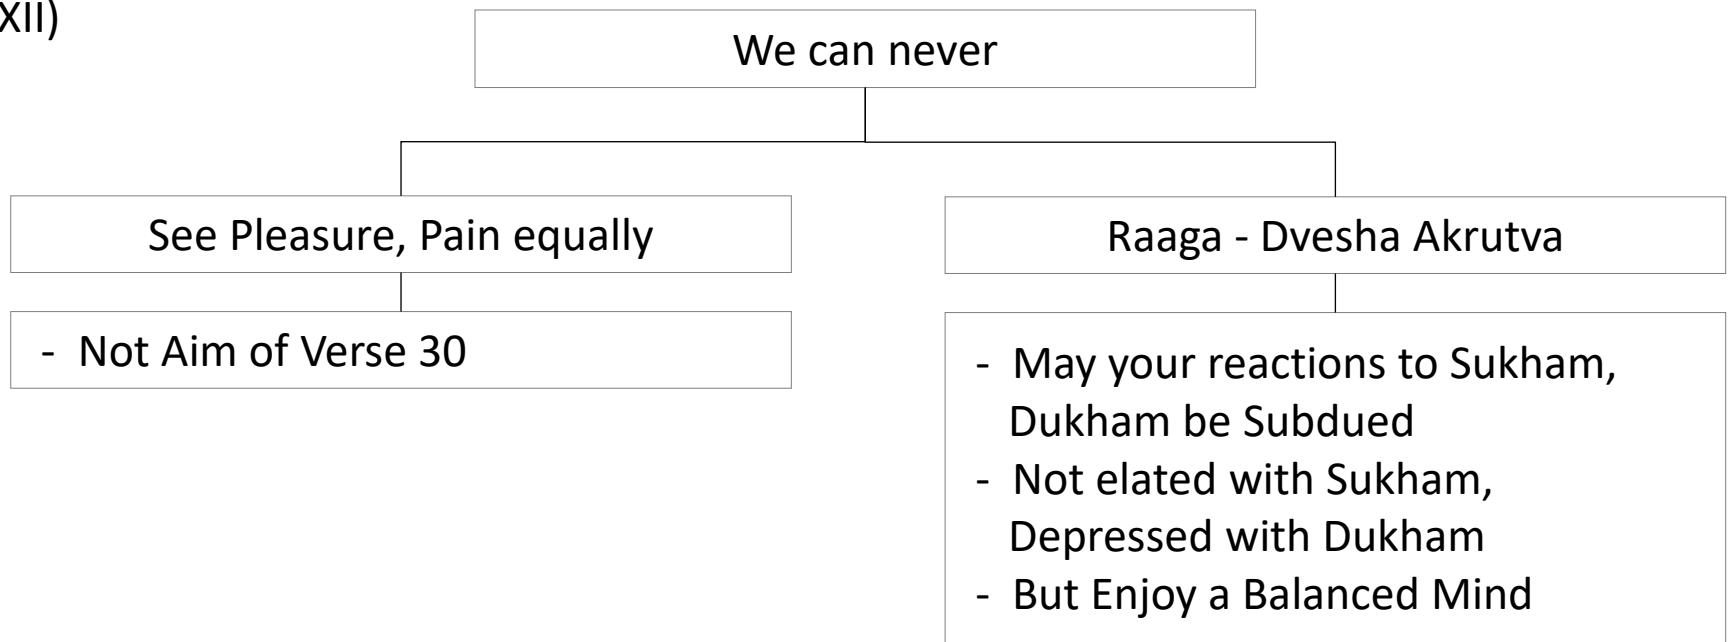 XII)
We can never
See Pleasure, Pain equally
- Not Aim of Verse 30
Raaga - Dvesha Akrutva
- May your reactions to Sukham,
Dukham be Subdued
- Not elated with Sukham,
Depressed with Dukham
- But Enjoy a Balanced Mind